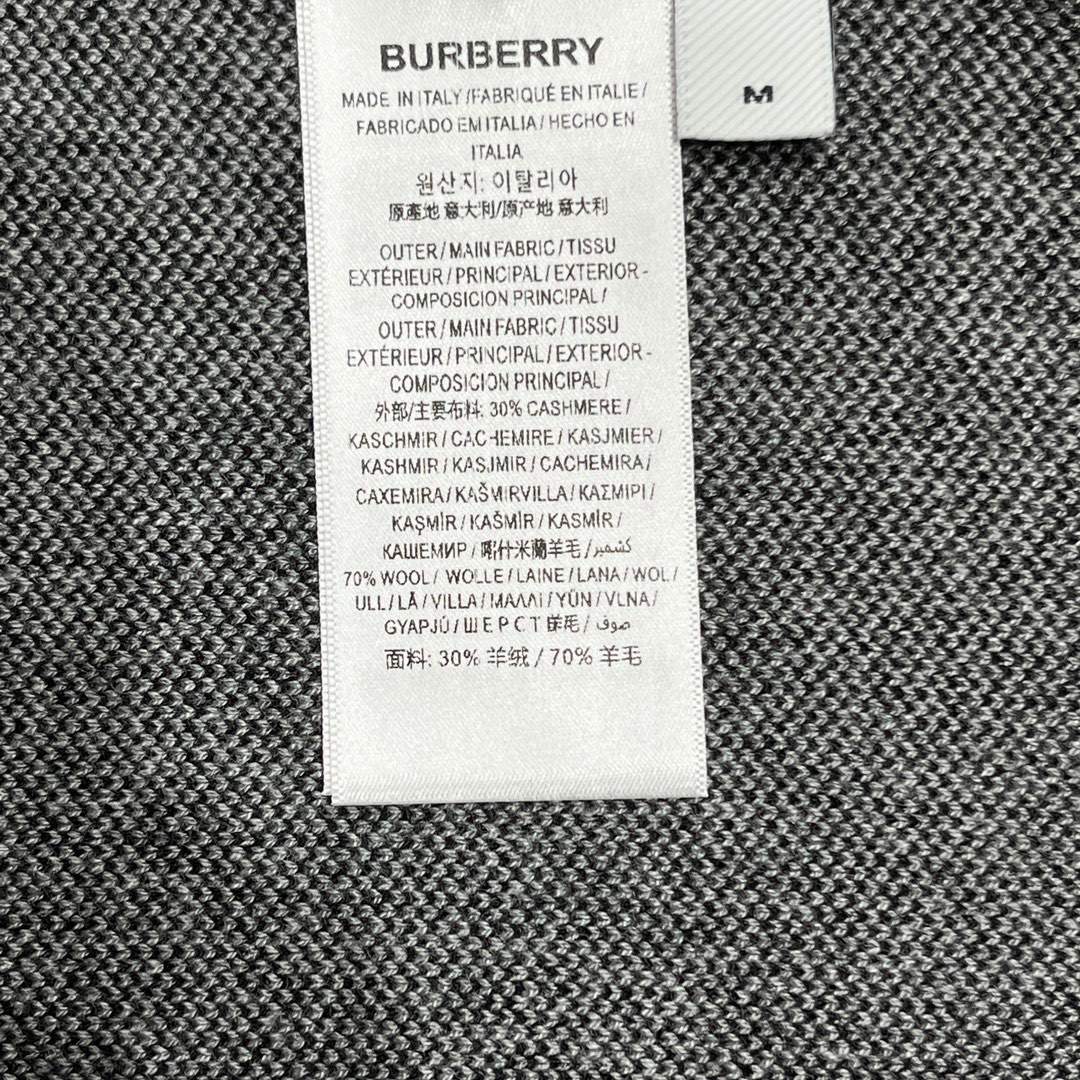 BURBERRY
MADE IN ITALY/FABRIQUÉ EN ITALIE/
FABRICADO EM ITALIA/HECHO EN
ITALIA
원산지: 이탈리아
原產地 意大利/原产地 意大利
OUTER/MAIN FABRIC/TISSU
EXTÉRIEUR/PRINCIPAL/EXTERIOR-
COMPOSICION PRINCIPAL/
OUTER/MAIN FABRIC/TISSU
EXTÉRIEUR/PRINCIPAL/EXTERIOR-
COMPOSICION PRINCIPAL/
外部/主要布料: 30% CASHMERE/
KASCHMIR/CACHEMIRE/KASJMIER/
KASHMIR/KASJMIR/CACHEMIRA/
CAXEMIRA/KAŠMIRVILLA/ΚΑΣΜΙΡΙ/
KAŞMİR/KAŠMÍR/KASMÍR/
КАШЕМИР/喀什米蘭羊毛/كشمير
70% WOOL/ WOLLE/LAINE/LANA/WOL/
ULL/LÃ/VILLA/ΜΑΛΛΙ/YÜN/VLNA/
GYAPJÚ/ШЕРСТ 羊毛/ صوف
面料: 30% 羊绒/70% 羊毛
M